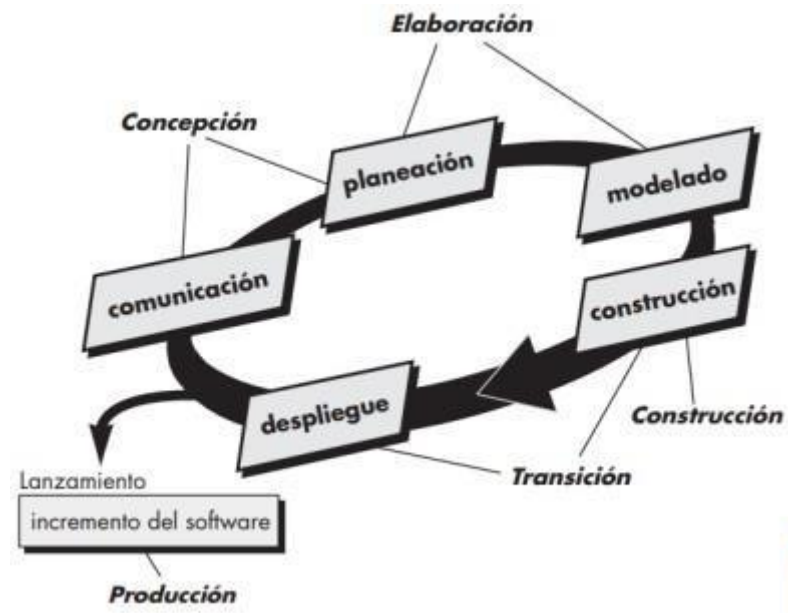 Elaboración
Concepción
planeación
modelado
comunicación
construcción
despliegue
Construcción
Transición
Lanzamiento
incremento del software
Producción